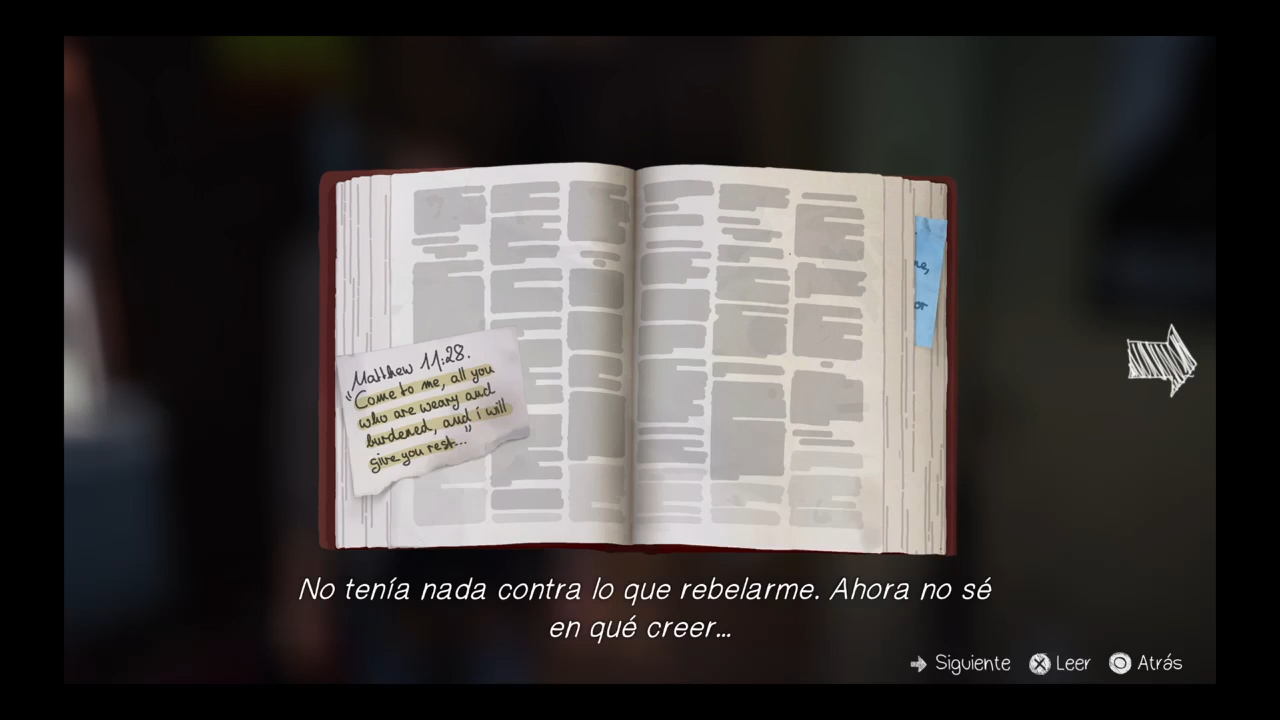 Matthew 11:28.
"Come to me, all you
who are weary and
burdened, and i will
give you rest..."
No tenía nada contra lo que rebelarme. Ahora no sé
en qué creer...
Siguiente Leer Atrás